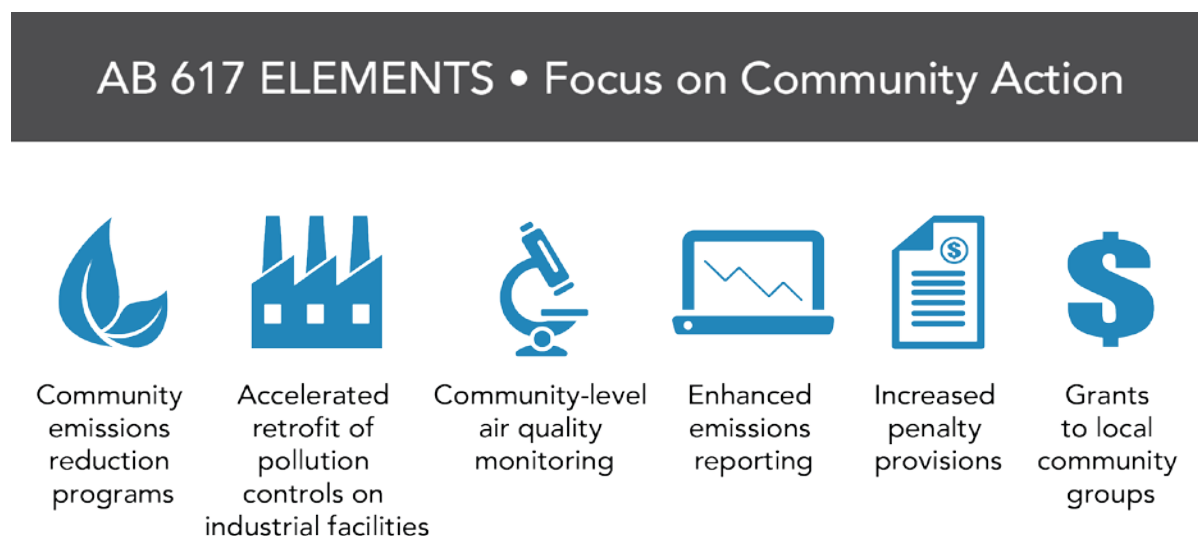 AB 617 ELEMENTS • Focus on Community Action
Community
emissions
reduction
programs
Accelerated
retrofit of
pollution
controls on
industrial facilities
Community-level
air quality
monitoring
Enhanced
emissions
reporting
$
Increased
penalty
provisions
$
Grants
to local
community
groups